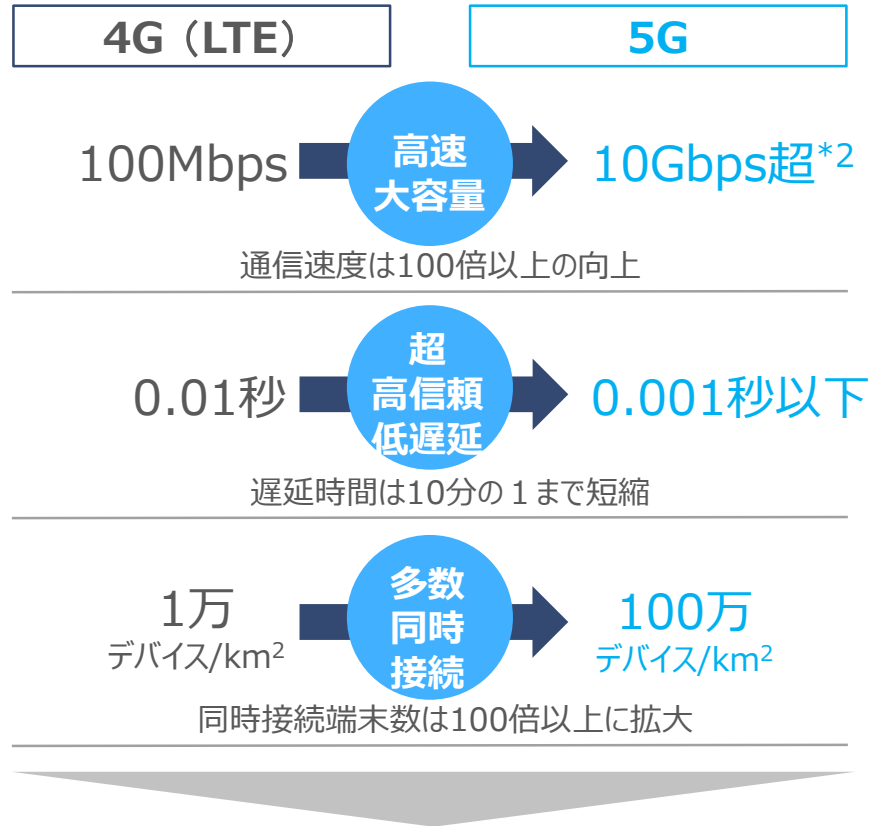 4G（LTE）
5G
100Mbps
高速
大容量
10Gbps超*2
通信速度は100倍以上の向上
0.01秒
超
高信頼
低遅延
0.001秒以下
遅延時間は10分の１まで短縮
1万
デバイス/km2
多数
同時
接続
100万
デバイス/km2
同時接続端末数は100倍以上に拡大